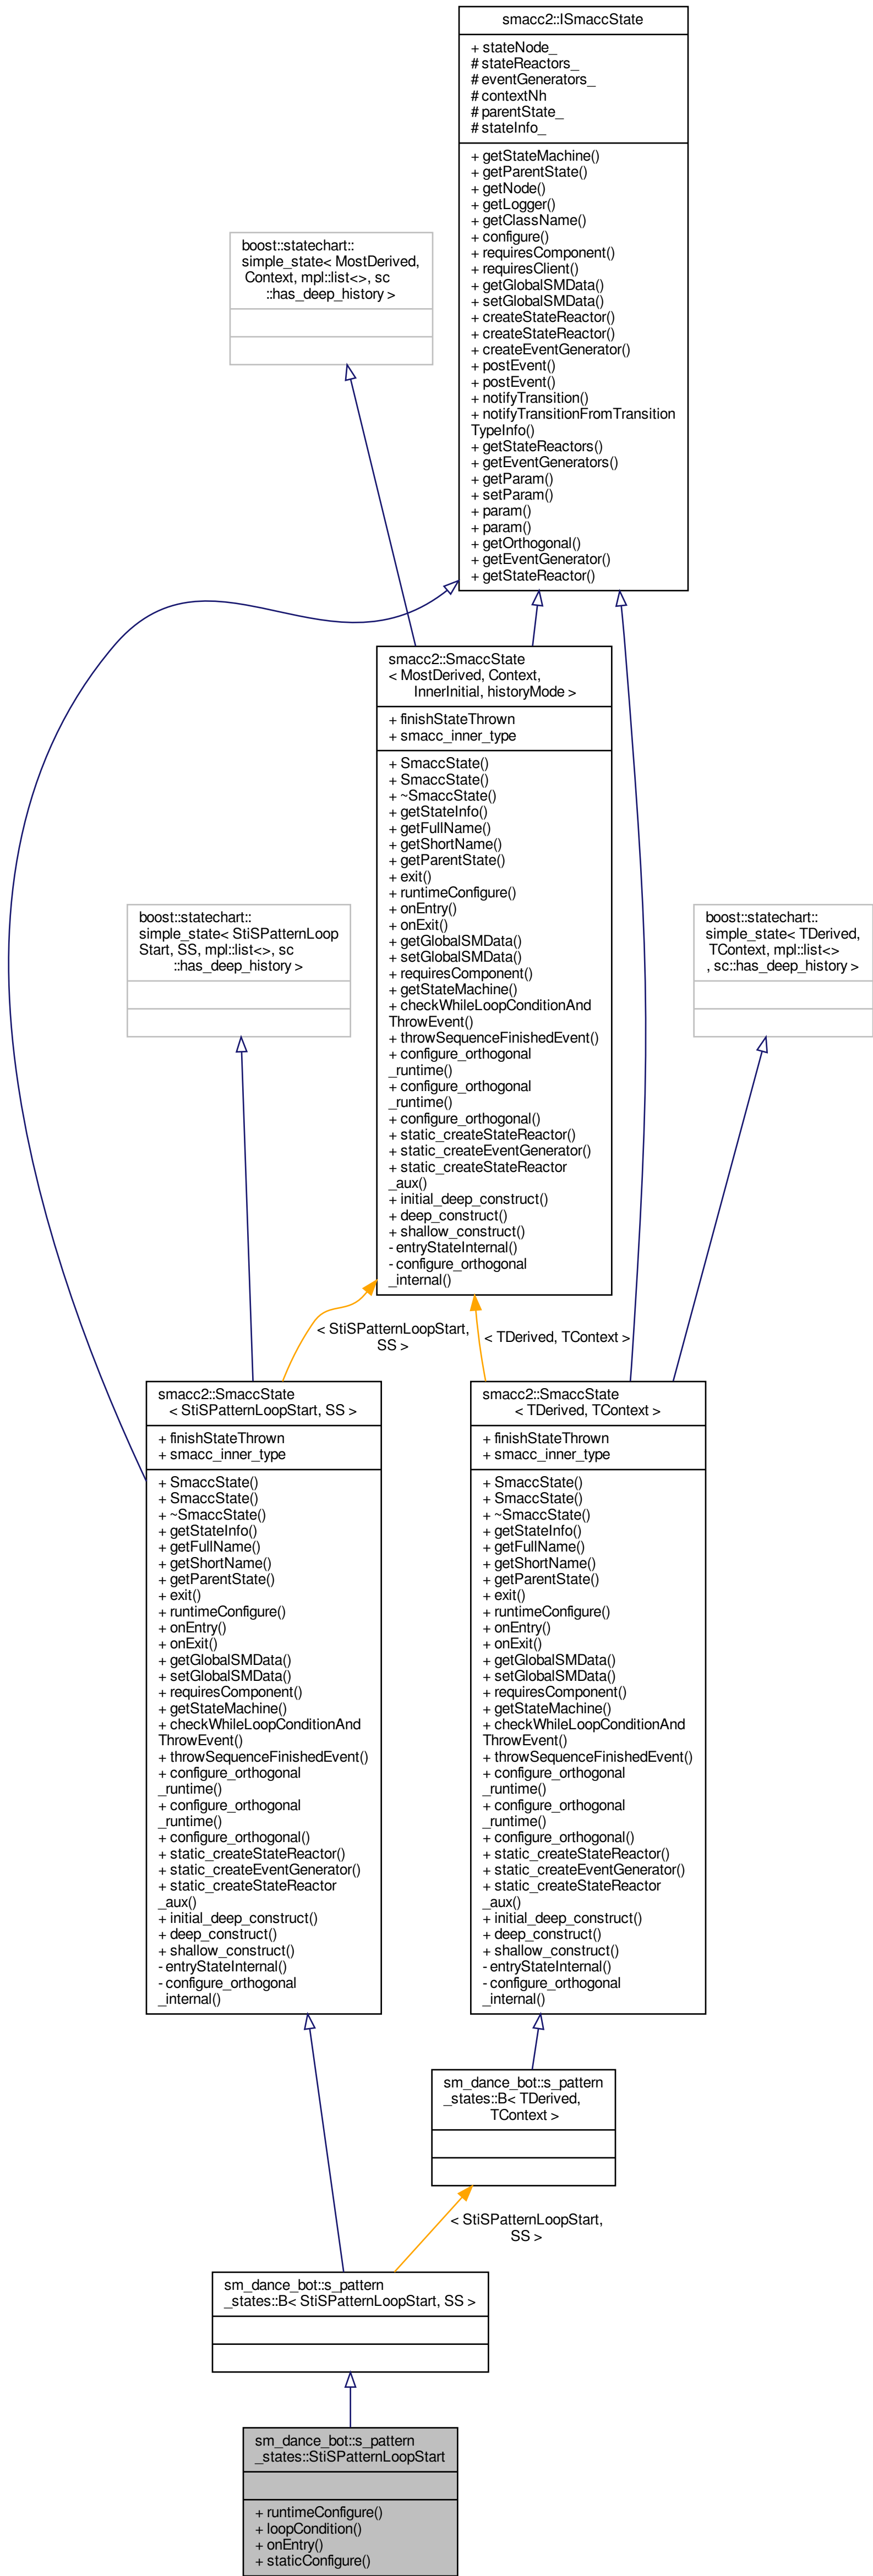 smacc2::ISmaccState
+ stateNode_
# stateReactors_
# eventGenerators_
# contextNh
# parentState_
# stateInfo_
+ getStateMachine()
+ getParentState()
+ getNode()
+ getLogger()
+ getClassName()
+ configure()
+ requiresComponent()
+ requiresClient()
+ getGlobalSMData()
+ setGlobalSMData()
+ createStateReactor()
+ createStateReactor()
+ createEventGenerator()
+ postEvent()
+ postEvent()
+ notifyTransition()
+ notifyTransitionFromTransition
TypeInfo()
+ getStateReactors()
+ getEventGenerators()
+ getParam()
+ setParam()
+ param()
+ param()
+ getOrthogonal()
+ getEventGenerator()
+ getStateReactor()
boost::statechart::
simple_state< MostDerived,
Context, mpl::list<>, sc
::has_deep_history >
smacc2::SmaccState
< MostDerived, Context,
InnerInitial, historyMode >
+ finishStateThrown
+ smacc_inner_type
+ SmaccState()
+ SmaccState()
+ ~SmaccState()
+ getStateInfo()
+ getFullName()
+ getShortName()
+ getParentState()
+ exit()
+ runtimeConfigure()
+ onEntry()
+ onExit()
+ getGlobalSMData()
+ setGlobalSMData()
+ requiresComponent()
+ getStateMachine()
+ checkWhileLoopConditionAnd
ThrowEvent()
+ throwSequenceFinishedEvent()
+ configure_orthogonal
_runtime()
+ configure_orthogonal
_runtime()
+ configure_orthogonal()
+ static_createStateReactor()
+ static_createEventGenerator()
+ static_createStateReactor
_aux()
+ initial_deep_construct()
+ deep_construct()
+ shallow_construct()
- entryStateInternal()
- configure_orthogonal
_internal()
boost::statechart::
simple_state< StiSPatternLoop
Start, SS, mpl::list<>, sc
::has_deep_history >
boost::statechart::
simple_state< TDerived,
TContext, mpl::list<>
, sc::has_deep_history >
< StiSPatternLoopStart,
SS >
< TDerived, TContext >
smacc2::SmaccState
< StiSPatternLoopStart, SS >
+ finishStateThrown
+ smacc_inner_type
+ SmaccState()
+ SmaccState()
+ ~SmaccState()
+ getStateInfo()
+ getFullName()
+ getShortName()
+ getParentState()
+ exit()
+ runtimeConfigure()
+ onEntry()
+ onExit()
+ getGlobalSMData()
+ setGlobalSMData()
+ requiresComponent()
+ getStateMachine()
+ checkWhileLoopConditionAnd
ThrowEvent()
+ throwSequenceFinishedEvent()
+ configure_orthogonal
_runtime()
+ configure_orthogonal
_runtime()
+ configure_orthogonal()
+ static_createStateReactor()
+ static_createEventGenerator()
+ static_createStateReactor
_aux()
+ initial_deep_construct()
+ deep_construct()
+ shallow_construct()
- entryStateInternal()
- configure_orthogonal
_internal()
smacc2::SmaccState
< TDerived, TContext >
+ finishStateThrown
+ smacc_inner_type
+ SmaccState()
+ SmaccState()
+ ~SmaccState()
+ getStateInfo()
+ getFullName()
+ getShortName()
+ getParentState()
+ exit()
+ runtimeConfigure()
+ onEntry()
+ onExit()
+ getGlobalSMData()
+ setGlobalSMData()
+ requiresComponent()
+ getStateMachine()
+ checkWhileLoopConditionAnd
ThrowEvent()
+ throwSequenceFinishedEvent()
+ configure_orthogonal
_runtime()
+ configure_orthogonal
_runtime()
+ configure_orthogonal()
+ static_createStateReactor()
+ static_createEventGenerator()
+ static_createStateReactor
_aux()
+ initial_deep_construct()
+ deep_construct()
+ shallow_construct()
- entryStateInternal()
- configure_orthogonal
_internal()
sm_dance_bot::s_pattern
_states::B< TDerived,
TContext >
< StiSPatternLoopStart,
SS >
sm_dance_bot::s_pattern
_states::B< StiSPatternLoopStart, SS >
sm_dance_bot::s_pattern
_states::StiSPatternLoopStart
+ runtimeConfigure()
+ loopCondition()
+ onEntry()
+ staticConfigure()